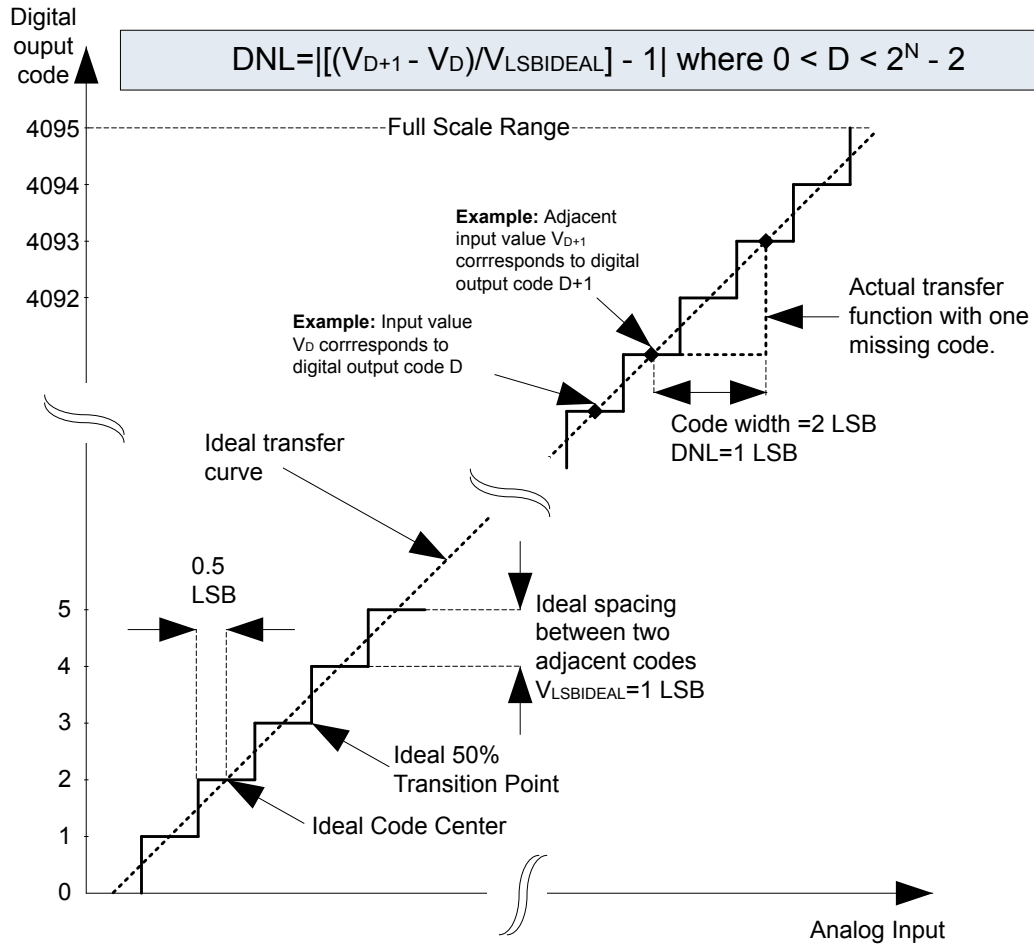 Digital
ouput
code
DNL=|[(VD+1 - VD)/VLSBIDEAL] - 1| where 0 < D < 2^N - 2
4095
Full Scale Range
4094
4093
4092
Example: Adjacent
input value VD+1
corrresponds to digital
output code D+1
Example: Input value
VD corrresponds to
digital output code D
Actual transfer
function with one
missing code.
Code width =2 LSB
DNL=1 LSB
Ideal transfer
curve
0.5
LSB
5
4
3
2
1
0
Ideal spacing
between two
adjacent codes
VLSBIDEAL=1 LSB
Ideal 50%
Transition Point
Ideal Code Center
Analog Input